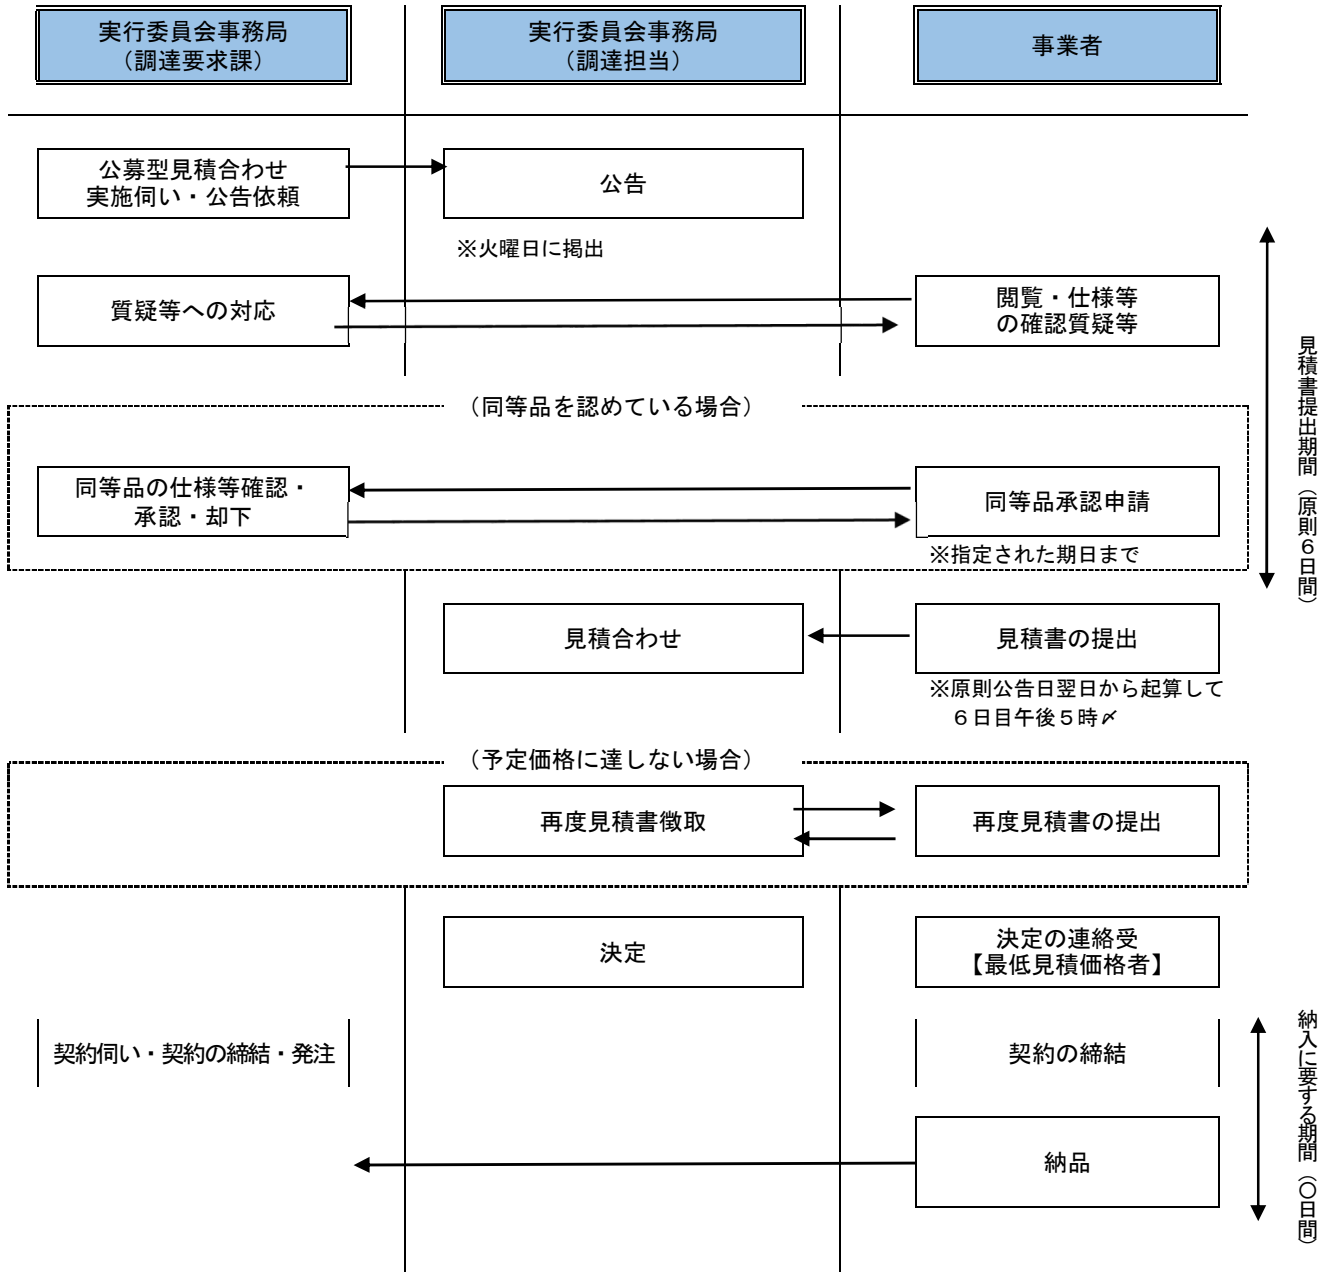 実行委員会事務局
（調達要求課）
実行委員会事務局
（調達担当）
事業者
公募型見積合わせ
実施伺い・公告依頼
公告
※火曜日に掲出
質疑等への対応
閲覧・仕様等
の確認質疑等
（同等品を認めている場合）
同等品の仕様等確認・
承認・却下
同等品承認申請
※指定された期日まで
見積書提出期間（原則６日間）
見積合わせ
見積書の提出
※原則公告日翌日から起算して
６日目午後５時〆
（予定価格に達しない場合）
再度見積書徴取
再度見積書の提出
決定
決定の連絡受
【最低見積価格者】
契約伺い・契約の締結・発注
契約の締結
納品
納入に要する期間（〇日間）